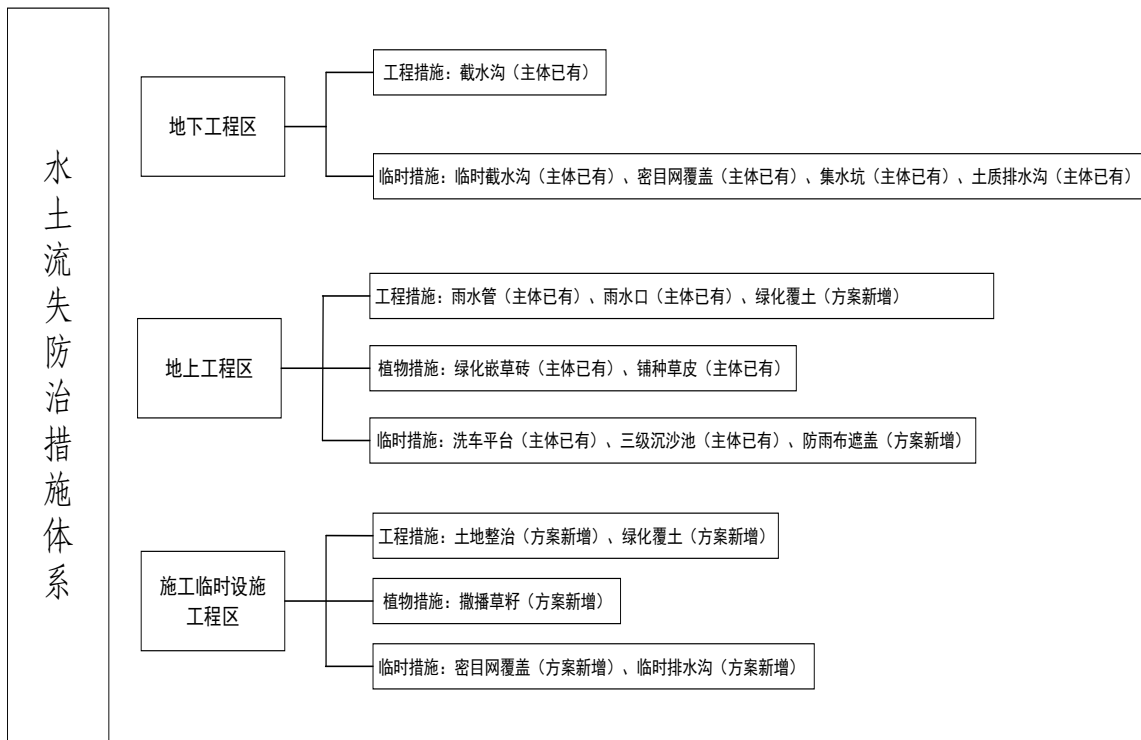 水土流失防治措施体系
地下工程区
工程措施：截水沟（主体已有）
临时措施：临时截水沟（主体已有）、密目网覆盖（主体已有）、集水坑（主体已有）、土质排水沟（主体已有）
地上工程区
工程措施：雨水管（主体已有）、雨水口（主体已有）、绿化覆土（方案新增）
植物措施：绿化嵌草砖（主体已有）、铺种草皮（主体已有）
临时措施：洗车平台（主体已有）、三级沉沙池（主体已有）、防雨布遮盖（方案新增）
施工临时设施
工程区
工程措施：土地整治（方案新增）、绿化覆土（方案新增）
植物措施：撒播草籽（方案新增）
临时措施：密目网覆盖（方案新增）、临时排水沟（方案新增）